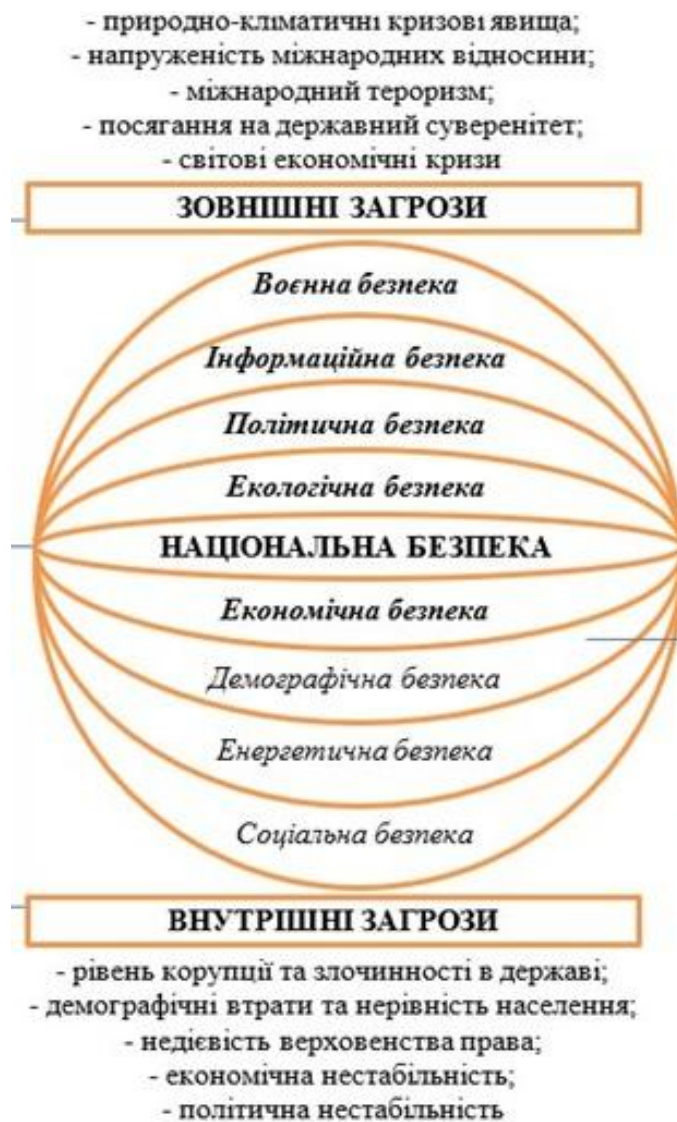 - природно-кліматичні кризові явища;
- напруженість міжнародних відносини;
- міжнародний тероризм;
- посягання на державний суверенітет;
- світові економічні кризи
ЗОВНІШНІ ЗАГРОЗИ
Воєнна безпека
Інформаційна безпека
Політична безпека
Екологічна безпека
НАЦІОНАЛЬНА БЕЗПЕКА
Економічна безпека
Демографічна безпека
Енергетична безпека
Соціальна безпека
ВНУТРІШНІ ЗАГРОЗИ
- рівень корупції та злочинності в державі;
- демографічні втрати та нерівність населення;
- недієвість верховенства права;
- економічна нестабільність;
- політична нестабільність